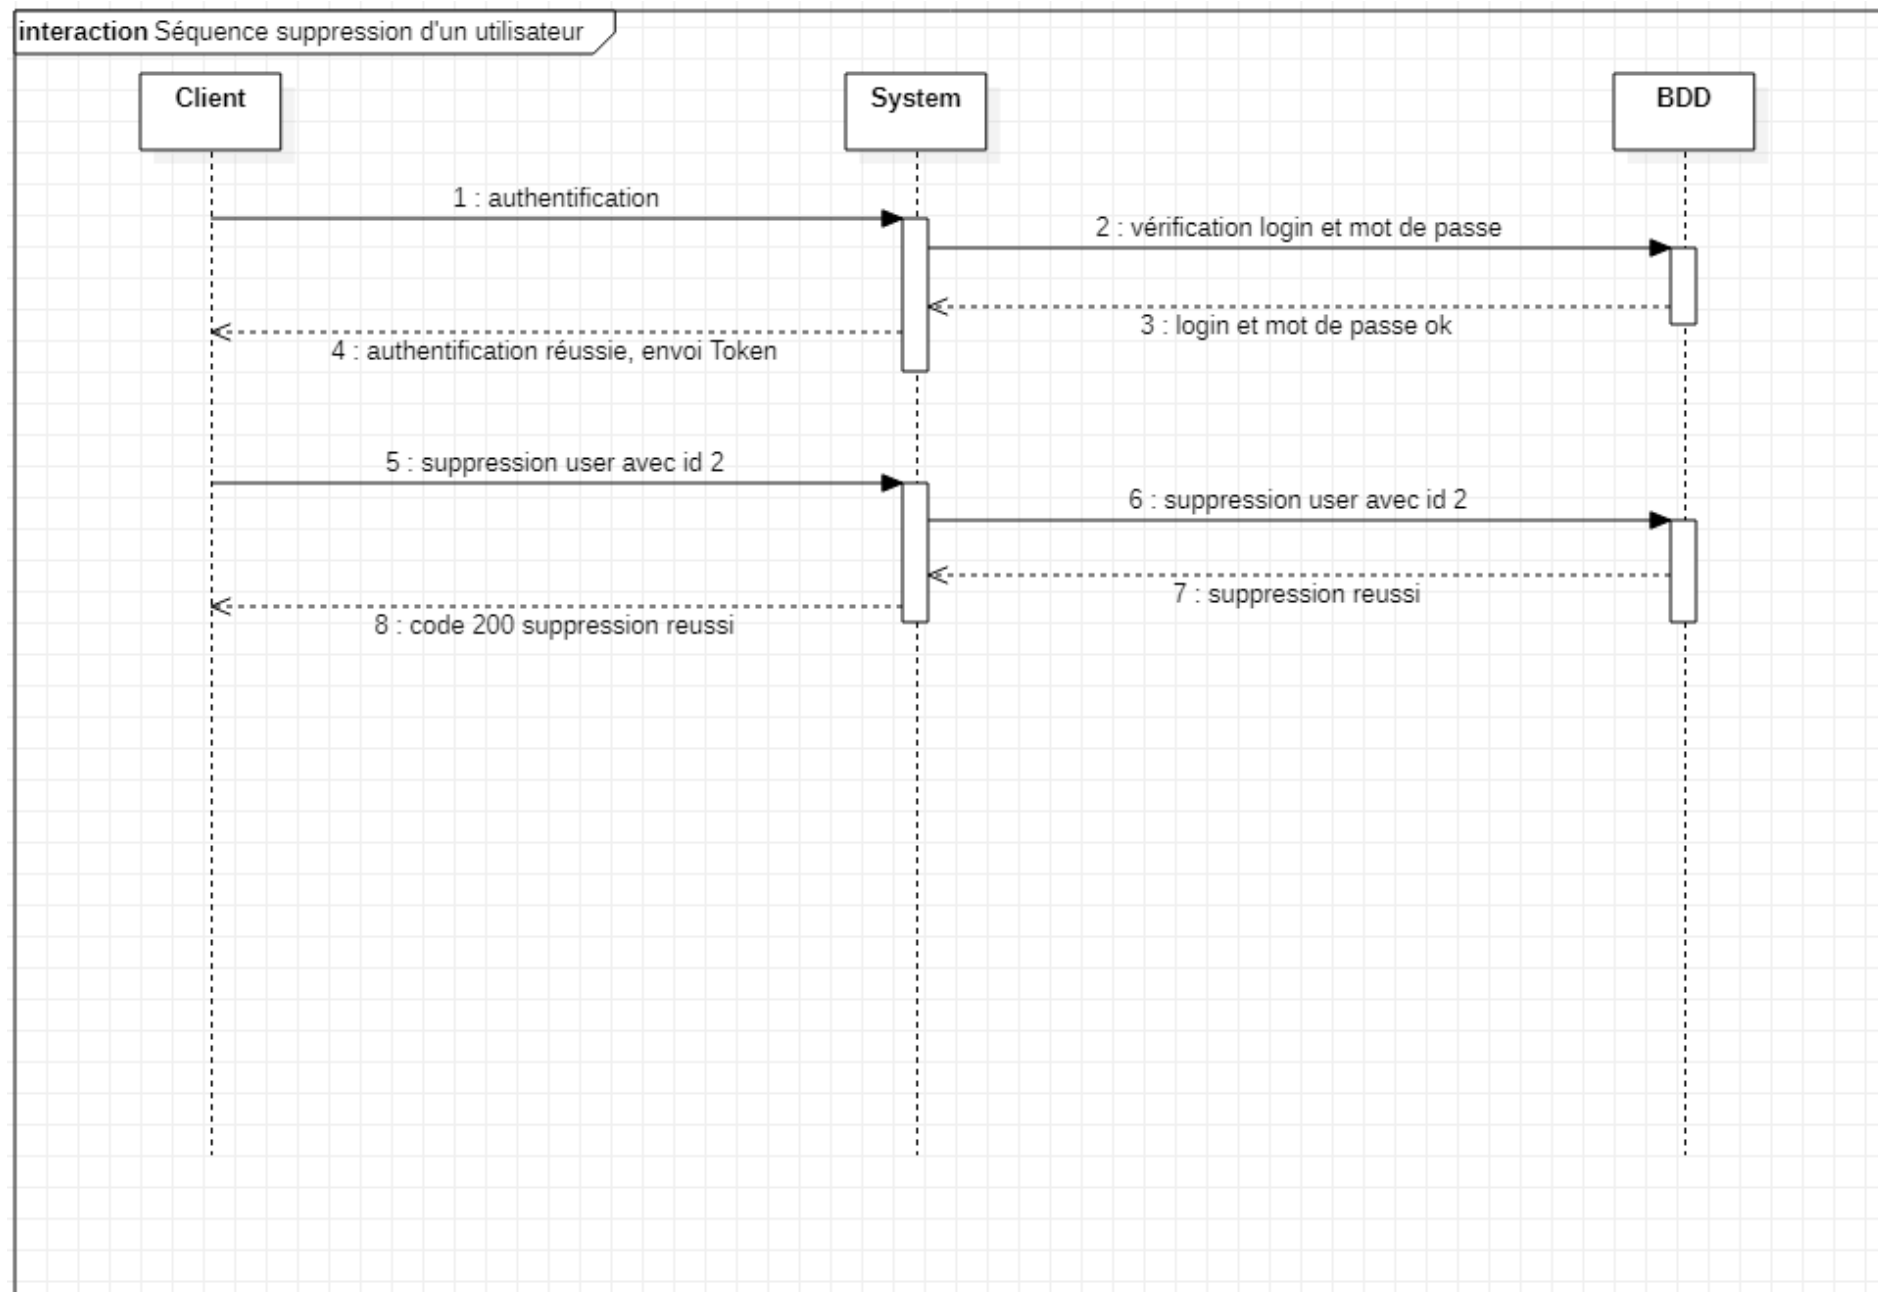 interaction Séquence suppression d'un utilisateur
Client
System
BDD
1 : authentification
2 : vérification login et mot de passe
3 : login et mot de passe ok
4 : authentification réussie, envoi Token
5 : suppression user avec id 2
6 : suppression user avec id 2
7 : suppression reussi
8 : code 200 suppression reussi